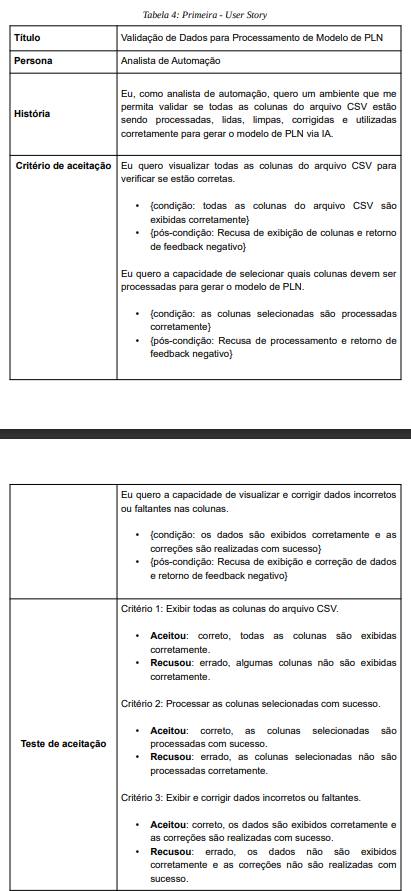 Tabela 4: Primeira - User Story
Título
Validação de Dados para Processamento de Modelo de PLN
Persona
Analista de Automação
História
Eu, como analista de automação, quero um ambiente que me
permita validar se todas as colunas do arquivo CSV estão
sendo processadas, lidas, limpas, corrigidas e utilizadas
corretamente para gerar o modelo de PLN via IA.
Critério de aceitação
Eu quero visualizar todas as colunas do arquivo CSV para
verificar se estão corretas.
• {condição: todas as colunas do arquivo CSV são
exibidas corretamente}
• {pós-condição: Recusa de exibição de colunas e retorno
de feedback negativo}
Eu quero a capacidade de selecionar quais colunas devem ser
processadas para gerar o modelo de PLN.
• {condição: as colunas selecionadas são processadas
corretamente}
• {pós-condição: Recusa de processamento e retorno de
feedback negativo}
Eu quero a capacidade de visualizar e corrigir dados incorretos
ou faltantes nas colunas.
• {condição: os dados são exibidos corretamente e as
correções são realizadas com sucesso}
• {pós-condição: Recusa de exibição e correção de dados
e retorno de feedback negativo}
Teste de aceitação
Critério 1: Exibir todas as colunas do arquivo CSV.
• Aceitou: correto, todas as colunas são exibidas
corretamente.
• Recusou: errado, algumas colunas não são exibidas
corretamente.
Critério 2: Processar as colunas selecionadas com sucesso.
• Aceitou: correto, as colunas selecionadas são
processadas com sucesso.
• Recusou: errado, as colunas selecionadas não são
processadas corretamente.
Critério 3: Exibir e corrigir dados incorretos ou faltantes.
• Aceitou: correto, os dados são exibidos corretamente e
as correções são realizadas com sucesso.
• Recusou: errado, os dados não são exibidos
corretamente e as correções não são realizadas com
sucesso.